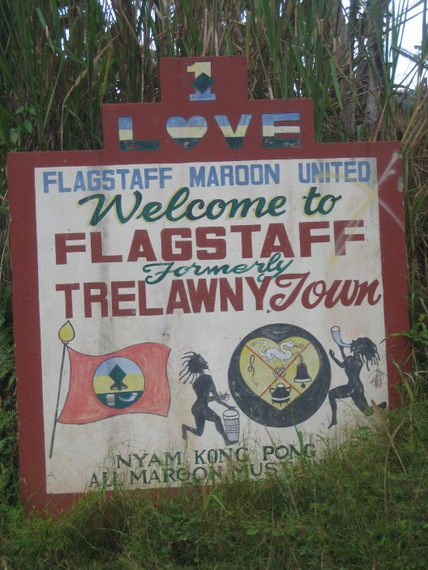 1
LOVE
FLAGSTAFF MAROON UNITED
Welcome to
FLAGSTAFF
Formerly
TRELAWNY Town
NYAM KONG PONG
ALL MAROON MUST